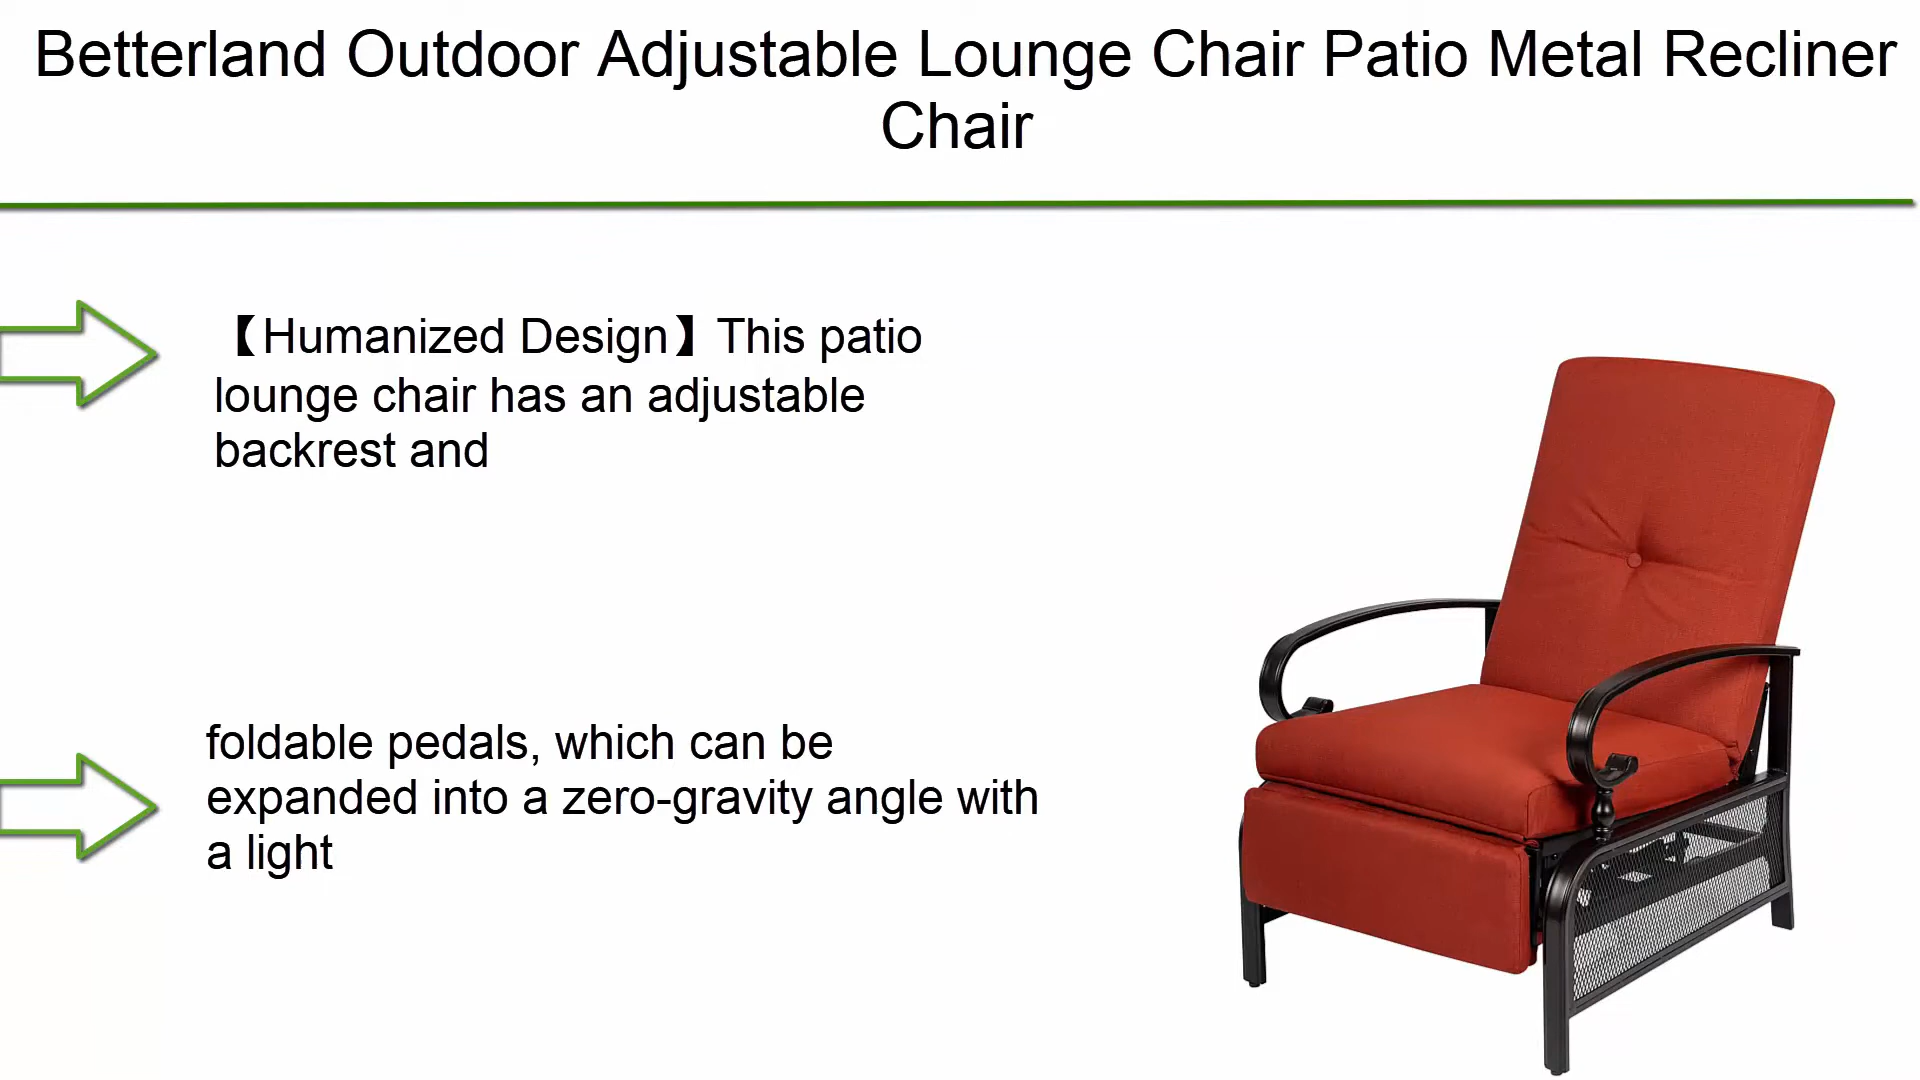 Betterland Outdoor Adjustable Lounge Chair Patio Metal Recliner
Chair
【Humanized Design】This patio
lounge chair has an adjustable
backrest and
foldable pedals, which can be
expanded into a zero-gravity angle with
a light